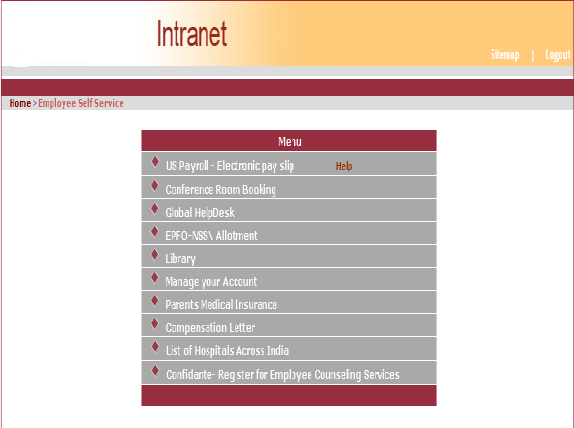 Intranet
Sitemap | Logout
Home > Employee Self Service
Menu
US Payroll - Electronic pay slip Help
Conference Room Booking
Global HelpDesk
EPFO-NSS\ Allotment
Library
Manage your Account
Parents Medical Insurance
Compensation Letter
List of Hospitals Across India
Confidante- Register for Employee Counseling Services